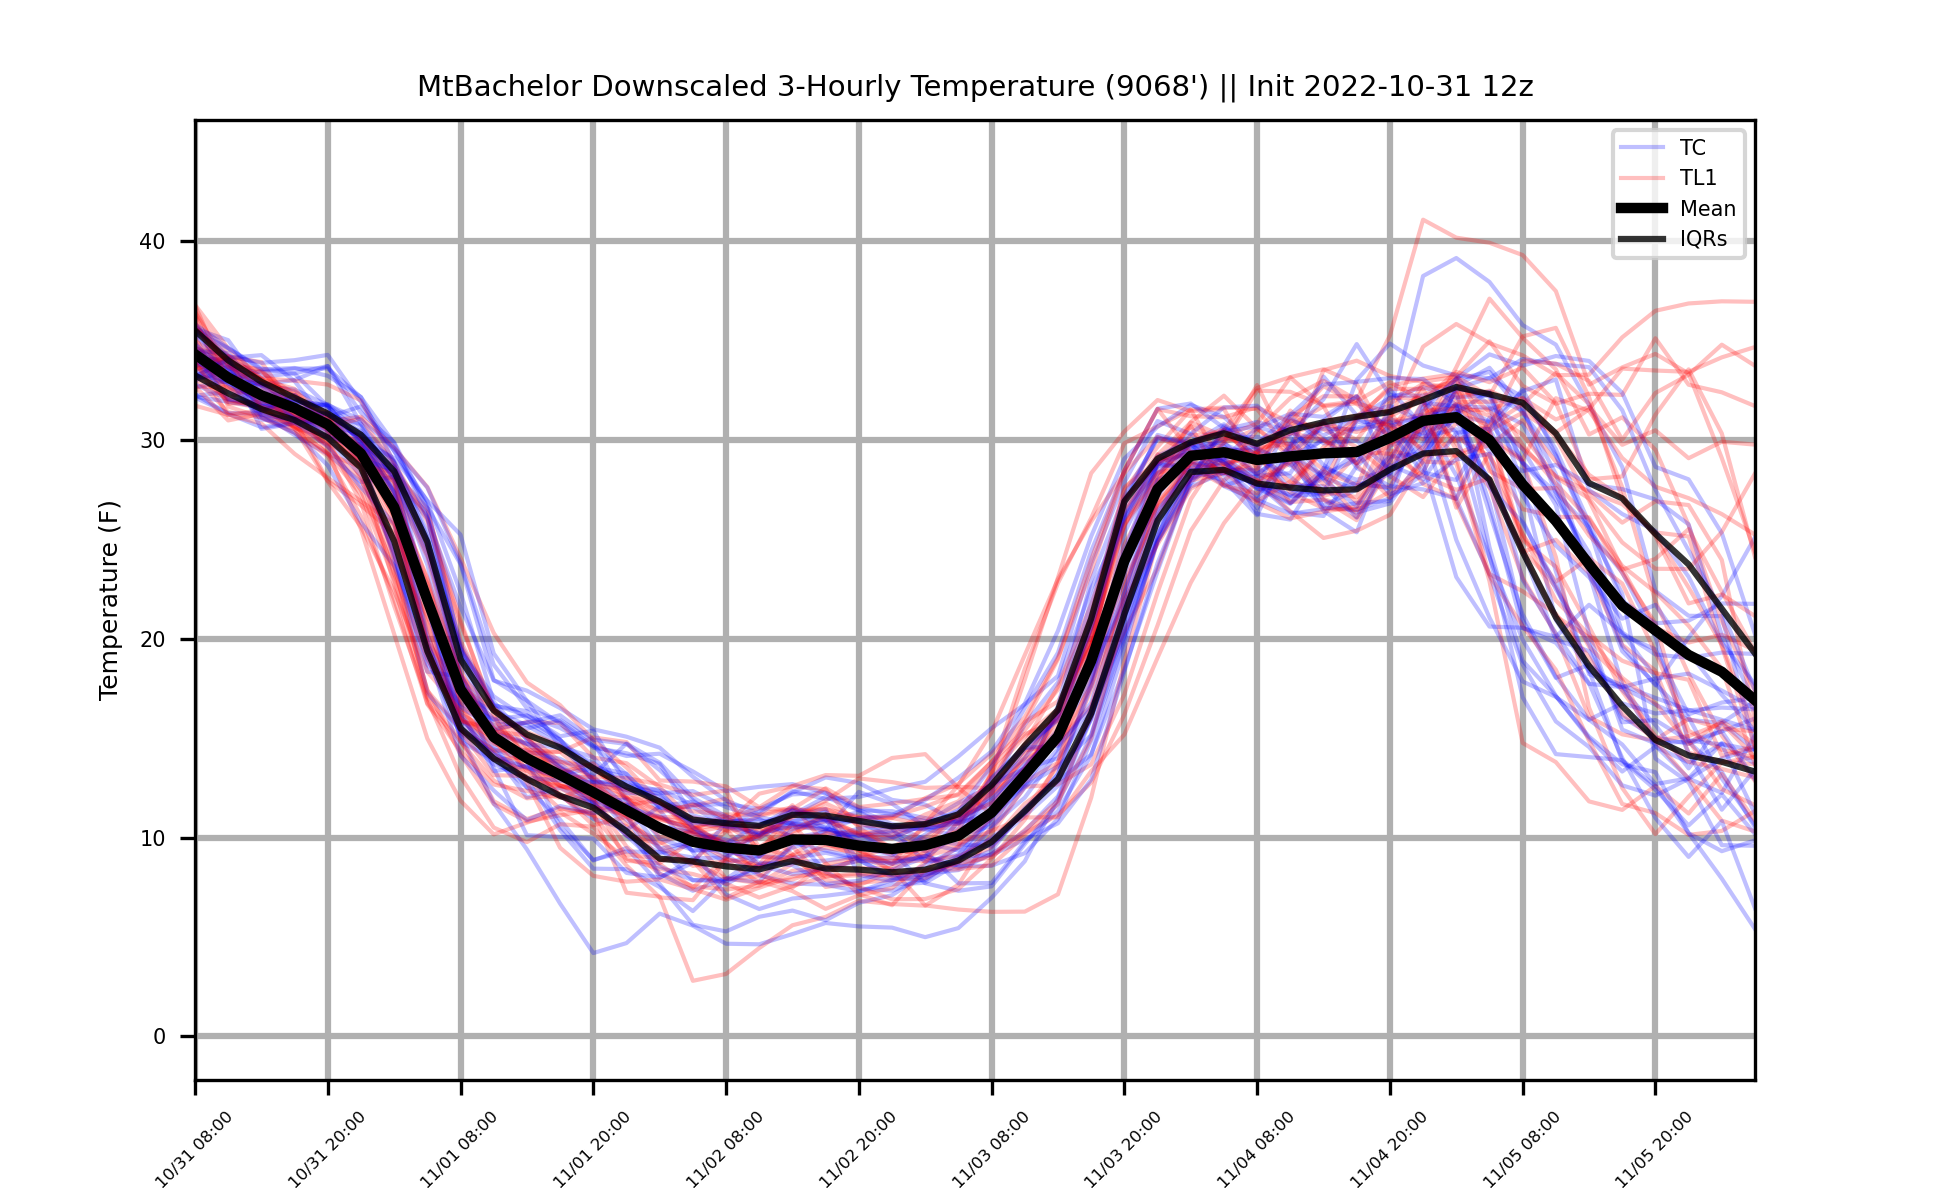 MtBachelor Downscaled 3-Hourly Temperature (9068') || Init 2022-10-31 12z
TC
TL1
Mean
IQRs
Temperature (F)
40
30
20
10
0
10/31 08:00
10/31 20:00
11/01 08:00
11/01 20:00
11/02 08:00
11/02 20:00
11/03 08:00
11/03 20:00
11/04 08:00
11/04 20:00
11/05 08:00
11/05 20:00